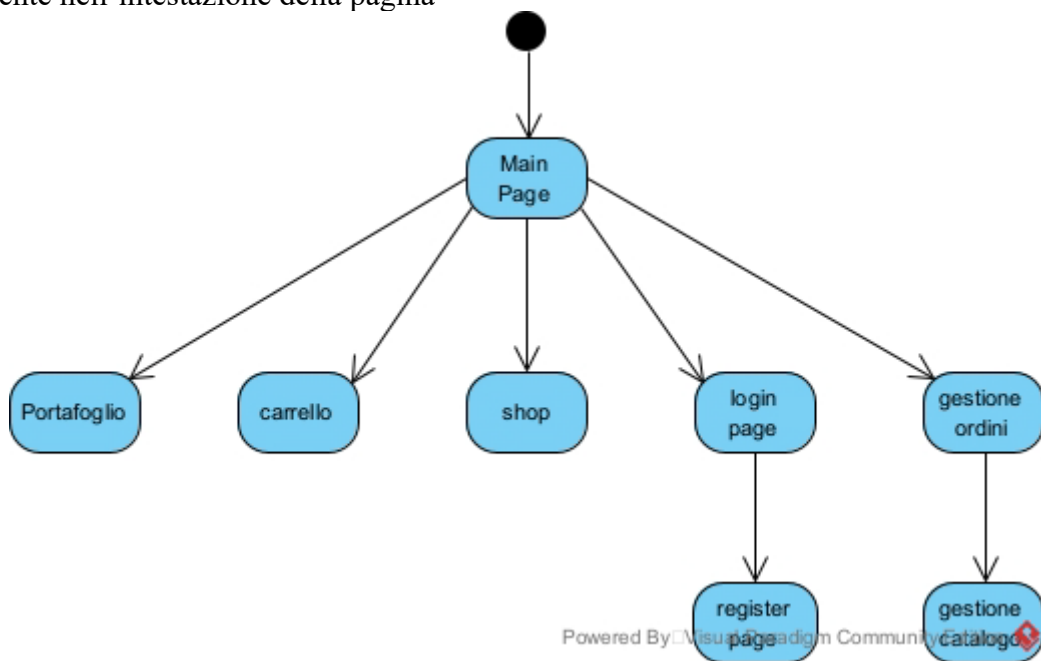 nell'intestazione della pagina
Main
Page
Portafoglio
carrello
shop
login
page
gestione
ordini
register
page
gestione
catalogo
Powered By Visual Paradigm Community Edition